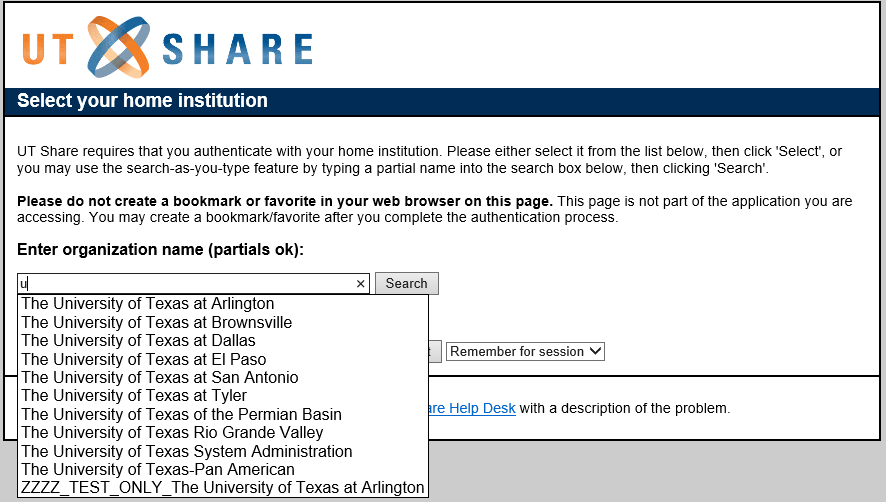 UT SHARE
Select your home institution
UT Share requires that you authenticate with your home institution. Please either select it from the list below, then click 'Select', or
you may use the search-as-you-type feature by typing a partial name into the search box below, then clicking 'Search'.
Please do not create a bookmark or favorite in your web browser on this page. This page is not part of the application you are
accessing. You may create a bookmark/favorite after you complete the authentication process.
Enter organization name (partials ok):
u × Search
The University of Texas at Arlington
The University of Texas at Brownsville
The University of Texas at Dallas
The University of Texas at El Paso
Remember for session
The University of Texas at San Antonio
The University of Texas at Tyler
are Help Desk with a description of the problem.
The University of Texas of the Permian Basin
The University of Texas Rio Grande Valley
The University of Texas System Administration
The University of Texas-Pan American
ZZZZ_TEST_ONLY_The University of Texas at Arlington